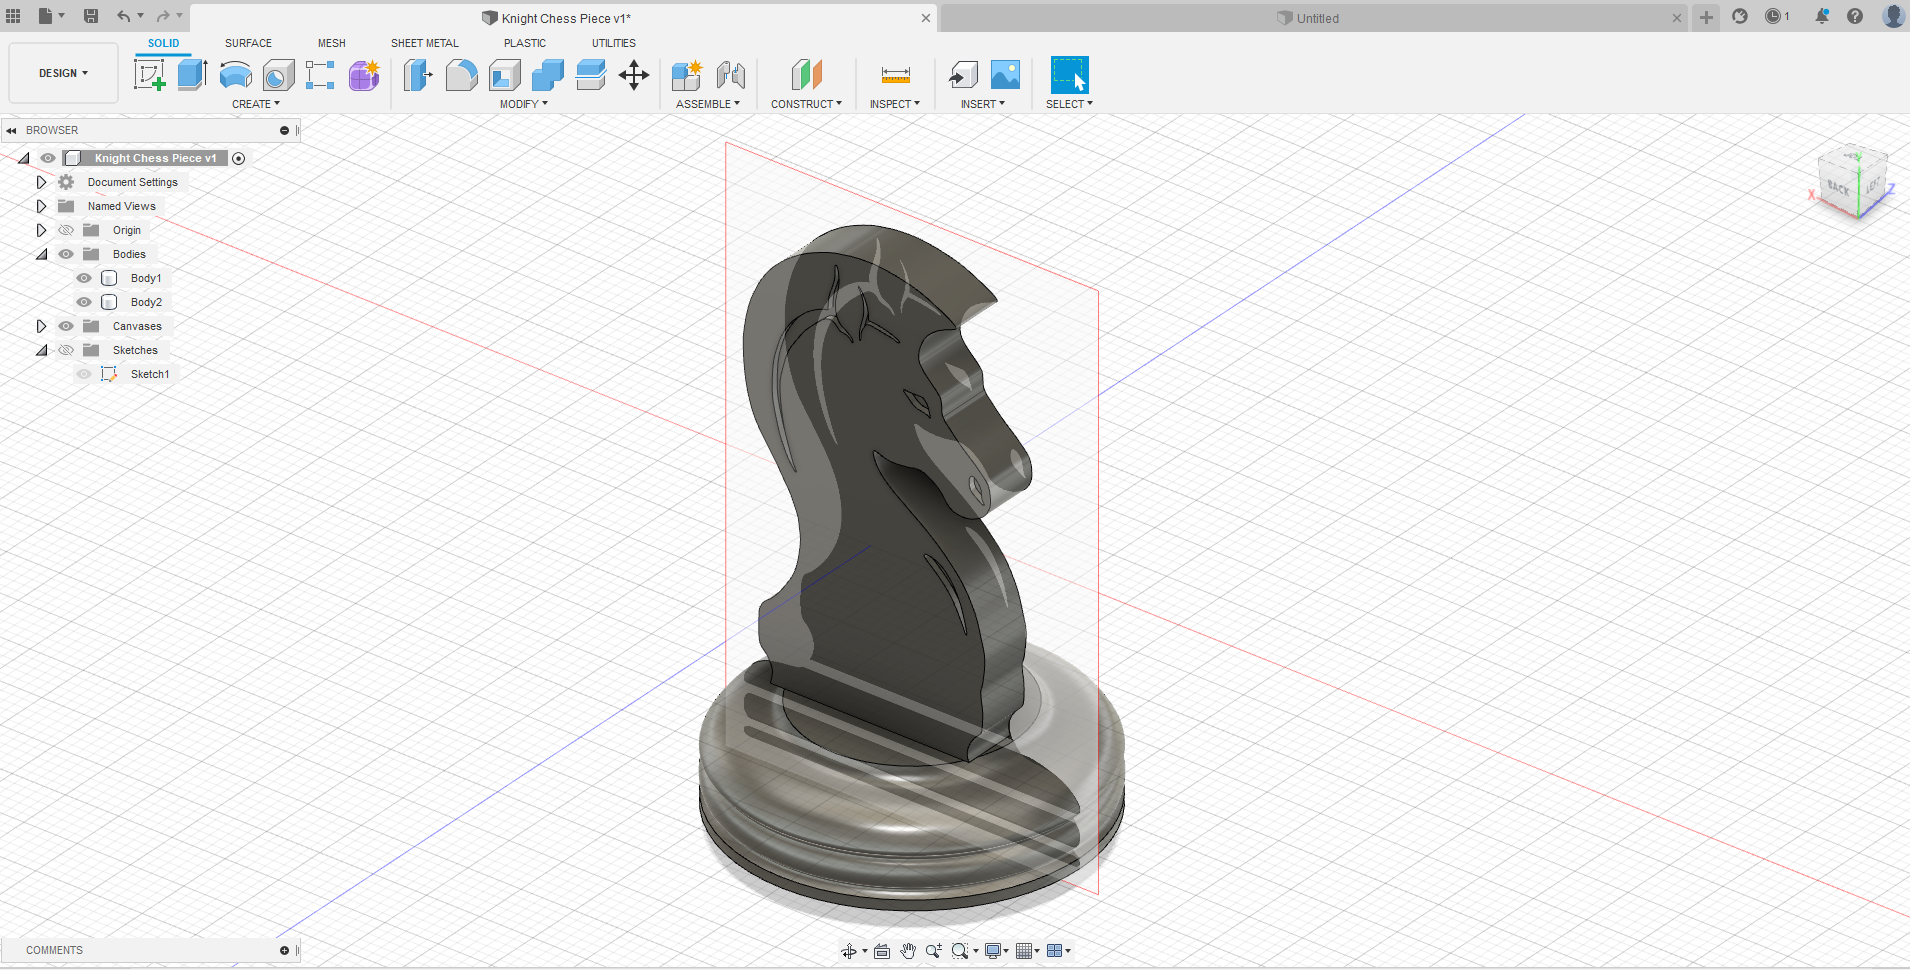 Knight Chess Piece v1*
Untitled
1
DESIGN
SOLID
SURFACE
MESH
SHEET METAL
PLASTIC
UTILITIES
CREATE
MODIFY
ASSEMBLE
CONSTRUCT
INSPECT
INSERT
SELECT
BROWSER
Knight Chess Piece v1
Document Settings
Named Views
Origin
Bodies
Body1
Body2
Canvases
Sketches
Sketch1
BACK
LEFT
X
Z
COMMENTS